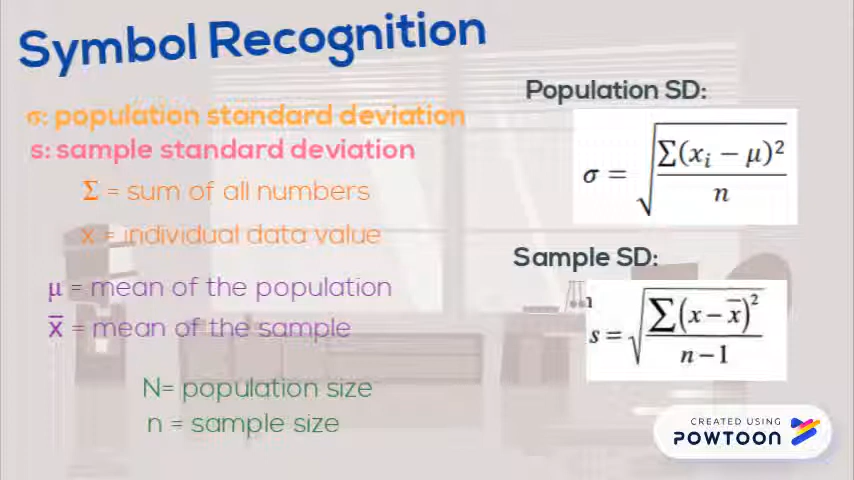 Symbol Recognition
σ: population standard deviation
s: sample standard deviation
Σ = sum of all numbers
x = individual data value
μ = mean of the population
x̅ = mean of the sample
N= population size
n = sample size
Population SD:
σ = √(Σ(xᵢ − μ)² / n)
Sample SD:
s = √(Σ(x − x̅)² / n − 1)
CREATED USING
POWTOON